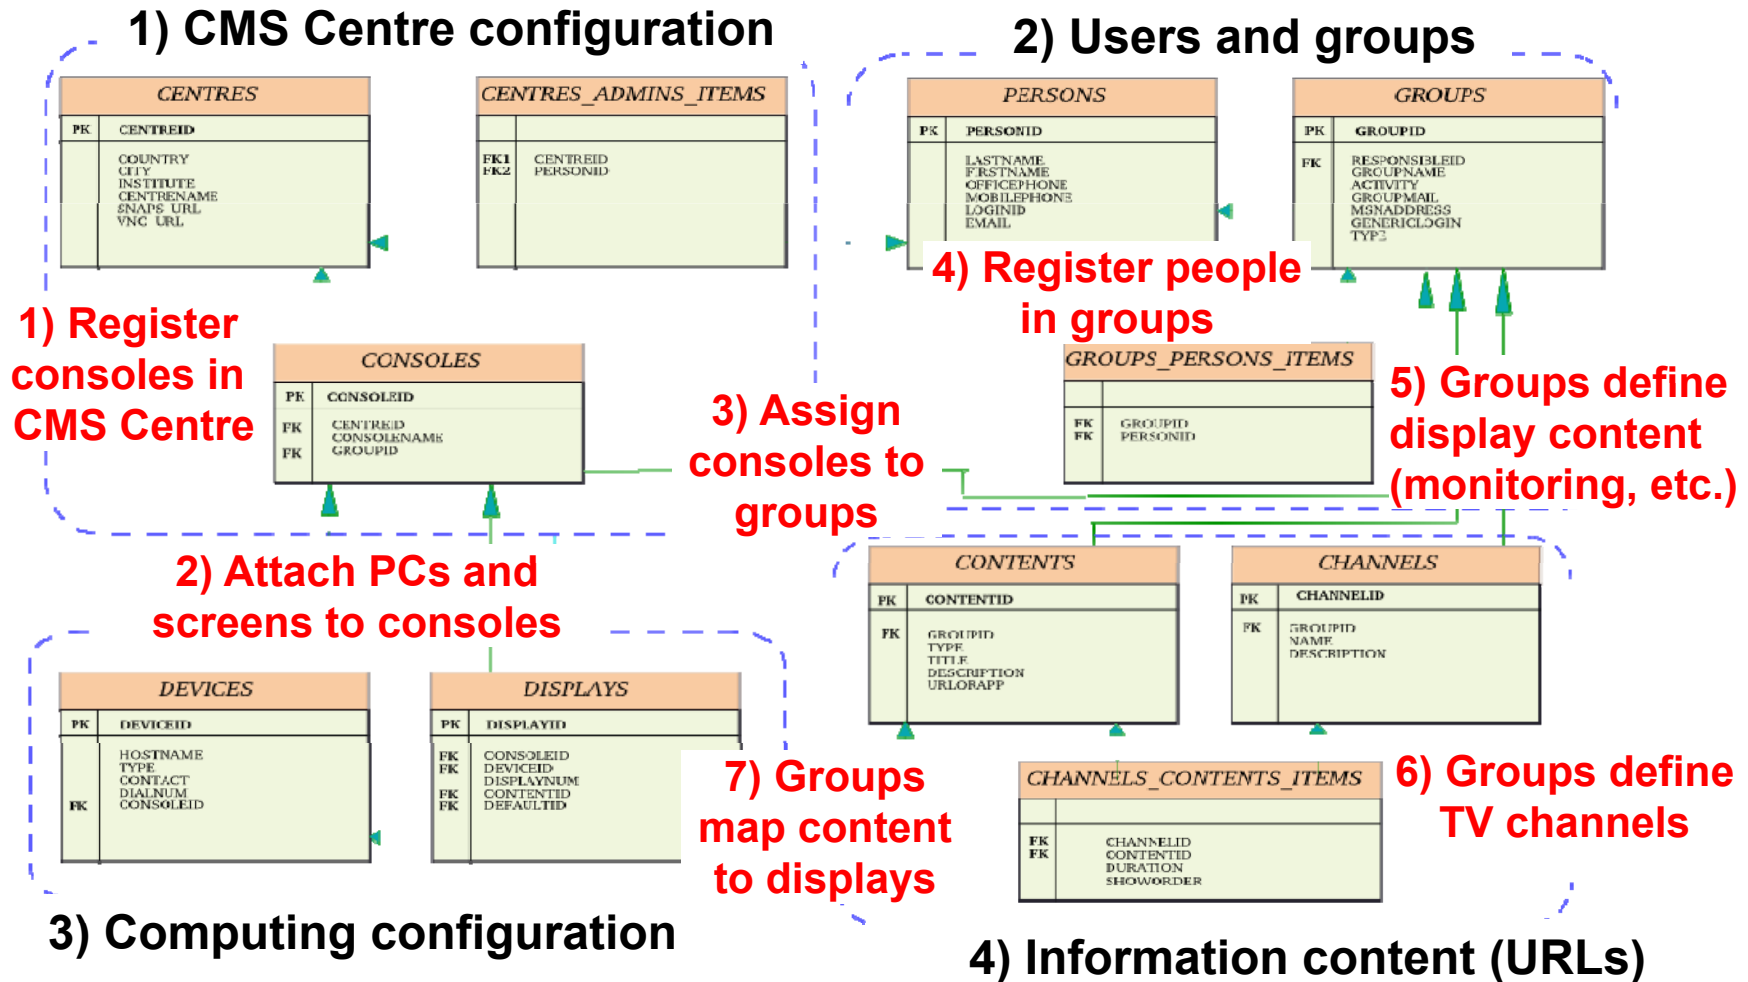 1) CMS Centre configuration
2) Users and groups
CENTRES
PK CENTREID
COUNTRY
CITY
INSTITUTE
CENTRENAME
SNAPS_URL
VNC_URL
CENTRES_ADMINS_ITEMS
FK1 CENTREID
FK2 PERSONID
PERSONS
PK PERSONID
LASTNAME
FIRSTNAME
OFFICEPHONE
MOBILEPHONE
LOGINID
EMAIL
GROUPS
PK GROUPID
FK RESPONSIBLEID
GROUPNAME
ACTIVITY
GROUPMAIL
MSNADDRESS
GENERICLOGIN
TYPE
1) Register
consoles in
CMS Centre
4) Register people
in groups
CONSOLES
PK CONSOLEID
FK CENTREID
CONSOLENAME
FK GROUPID
3) Assign
consoles to
groups
GROUPS_PERSONS_ITEMS
FK GROUPID
FK PERSONID
5) Groups define
display content
(monitoring, etc.)
2) Attach PCs and
screens to consoles
CONTENTS
PK CONTENTID
FK GROUPID
TYPE
TITLE
DESCRIPTION
URLORAPP
CHANNELS
PK CHANNELID
FK GROUPID
NAME
DESCRIPTION
DEVICES
PK DEVICEID
HOSTNAME
TYPE
CONTACT
DIALNUM
FK CONSOLEID
DISPLAYS
PK DISPLAYID
FK CONSOLEID
FK DEVICEID
DISPLAYNUM
FK CONTENTID
FK DEFAULTID
7) Groups
map content
to displays
CHANNELS_CONTENTS_ITEMS
FK CHANNELID
FK CONTENTID
DURATION
SHOWORDER
6) Groups define
TV channels
3) Computing configuration
4) Information content (URLs)